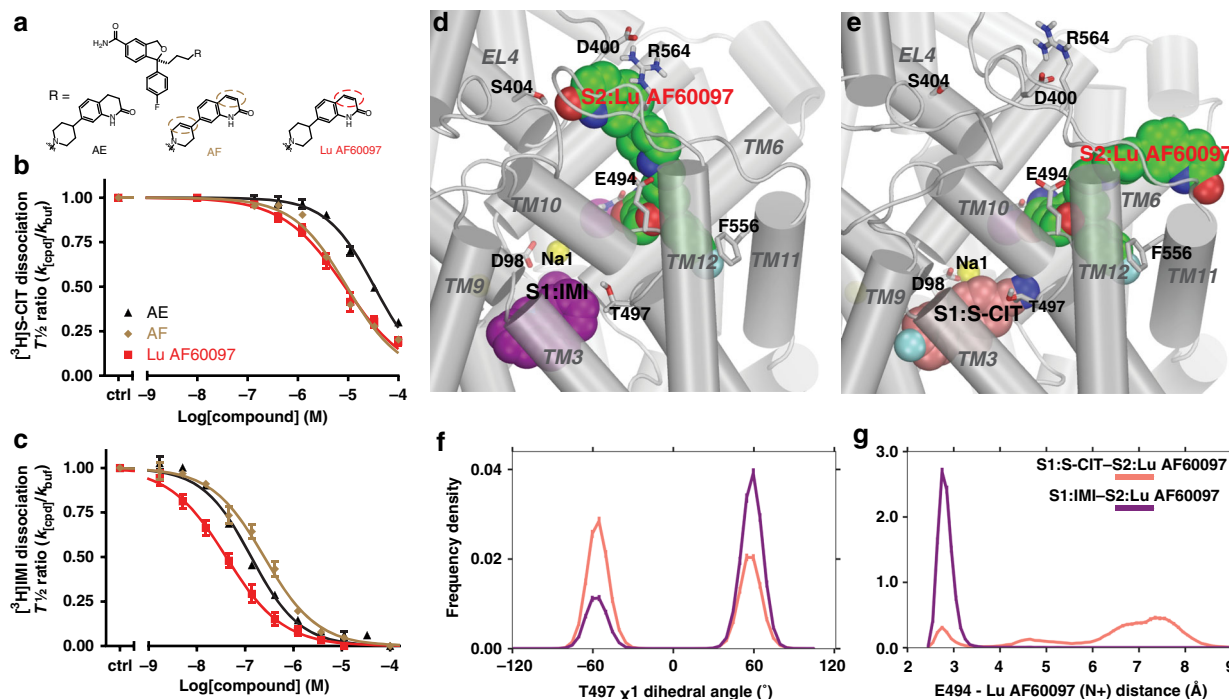 a
H₂N
O
O
R
F
R =
N
H
O
N
AE
N
H
O
N
AF
N
H
O
N
Lu AF60097
b
[³H]S-CIT dissociation
T½ ratio (k[cpd]/kbuf)
1.00
0.75
0.50
0.25
0.00
AE
AF
Lu AF60097
ctrl
–9
–8
–7
–6
–5
–4
Log[compound] (M)
c
[³H]IMI dissociation
T½ ratio (k[cpd]/kbuf)
1.00
0.75
0.50
0.25
0.00
ctrl
–9
–8
–7
–6
–5
–4
Log[compound] (M)
d
D400
R564
EL4
S404
S2:Lu AF60097
TM6
E494
TM10
F556
D98
Na1
TM12
TM11
TM9
S1:IMI
T497
TM3
e
R564
EL4
S404
D400
S2:Lu AF60097
E494
TM6
TM10
F556
Na1
D98
TM12
TM11
TM9
S1:S-CIT
T497
TM3
f
Frequency density
0.04
0.02
0.00
–120
–60
0
60
120
T497 χ1 dihedral angle (°)
g
S1:S-CIT–S2:Lu AF60097
S1:IMI–S2:Lu AF60097
3.0
2.0
1.0
0.0
2
3
4
5
6
7
8
9
E494 - Lu AF60097 (N+) distance (Å)